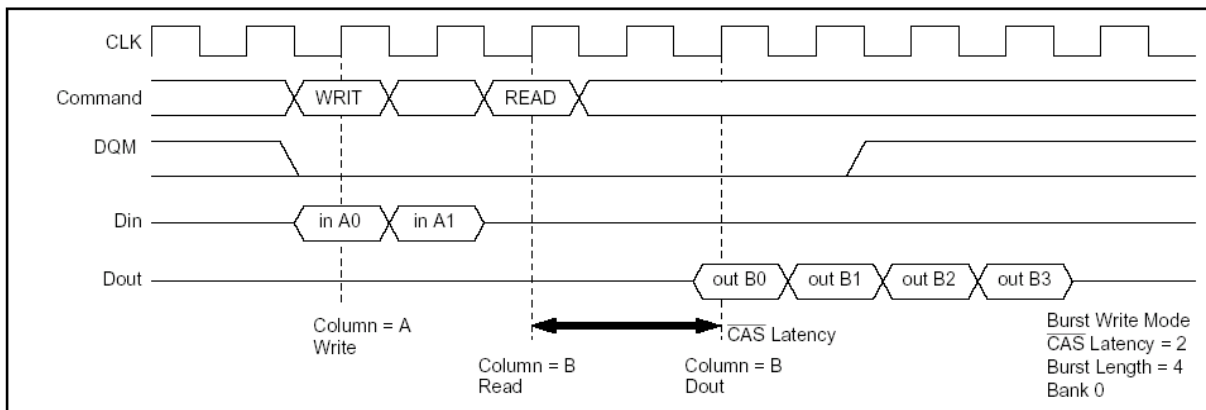 CLK
Command
WRIT
READ
DQM
Din
in A0
in A1
Dout
out B0
out B1
out B2
out B3
Column = A
Write
CAS Latency
Column = B
Read
Column = B
Dout
Burst Write Mode
CAS Latency = 2
Burst Length = 4
Bank 0